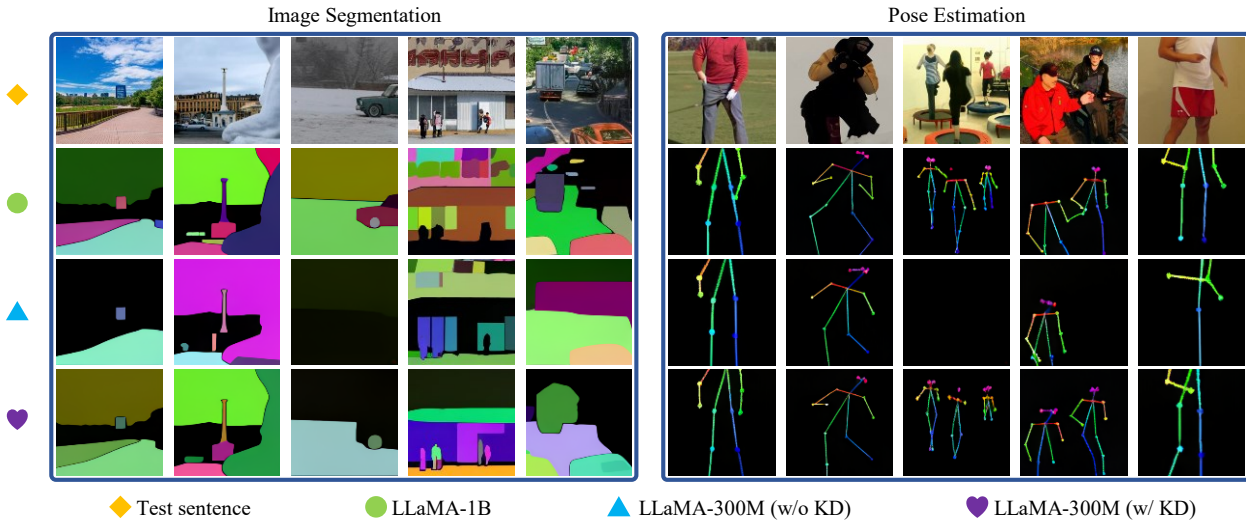 Image Segmentation
Pose Estimation
Test sentence
LLaMA-1B
LLaMA-300M (w/o KD)
LLaMA-300M (w/ KD)